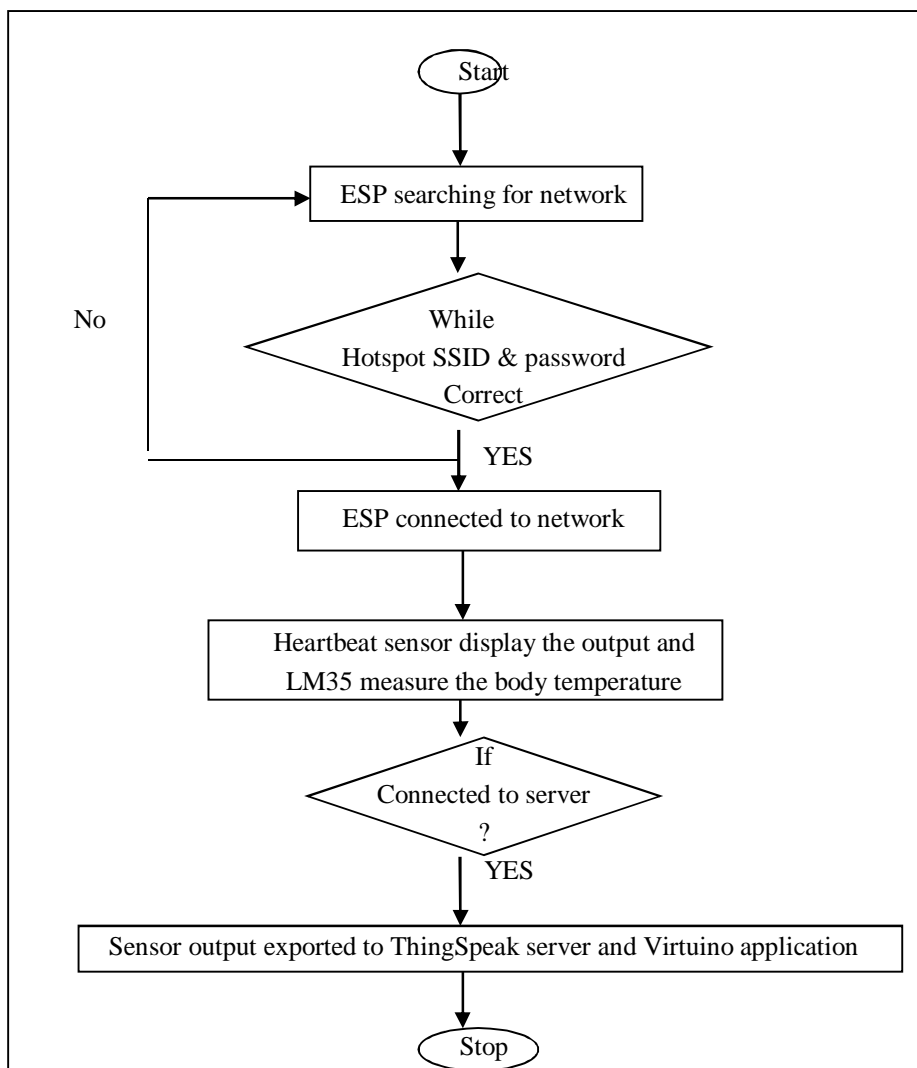 Start
ESP searching for network
No
While
Hotspot SSID & password
Correct
YES
ESP connected to network
Heartbeat sensor display the output and
LM35 measure the body temperature
If
Connected to server
?
YES
Sensor output exported to ThingSpeak server and Virtuino application
Stop